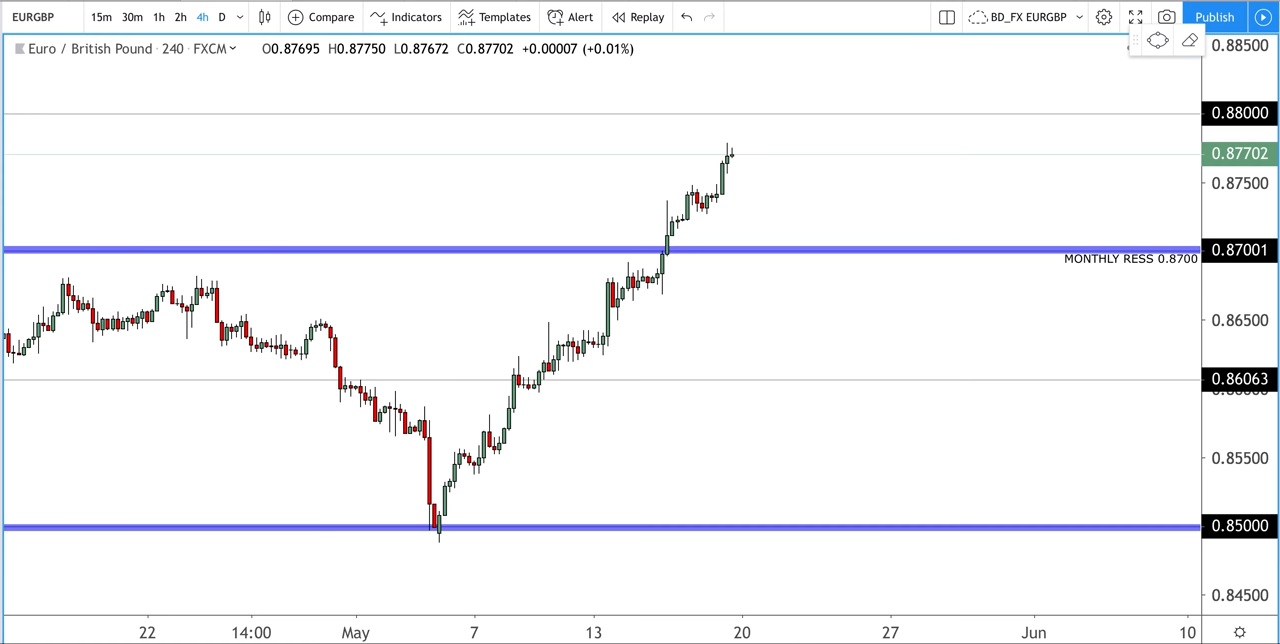 EURGBP 15m 30m 1h 2h 4h D Compare Indicators Templates Alert Replay BD_FX EURGBP Publish
Euro / British Pound · 240 · FXCM O0.87695 H0.87750 L0.87672 C0.87702 +0.00007 (+0.01%)
0.88500
0.88000
0.87702
0.87500
0.87001
MONTHLY RESS 0.8700
0.86500
0.86063
0.85500
0.85000
0.84500
22 14:00 May 7 13 20 27 Jun 10